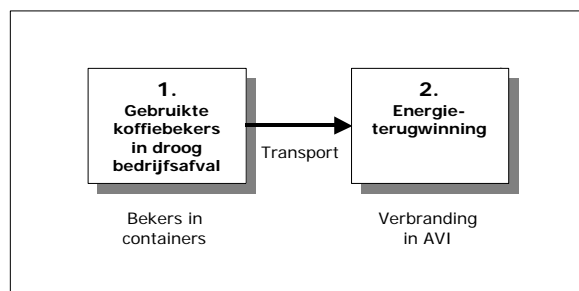 1.
Gebruikte
koffiebekers
in droog
bedrijfsafval
Transport
2.
Energie-
terugwinning
Bekers in
containers
Verbranding
in AVI